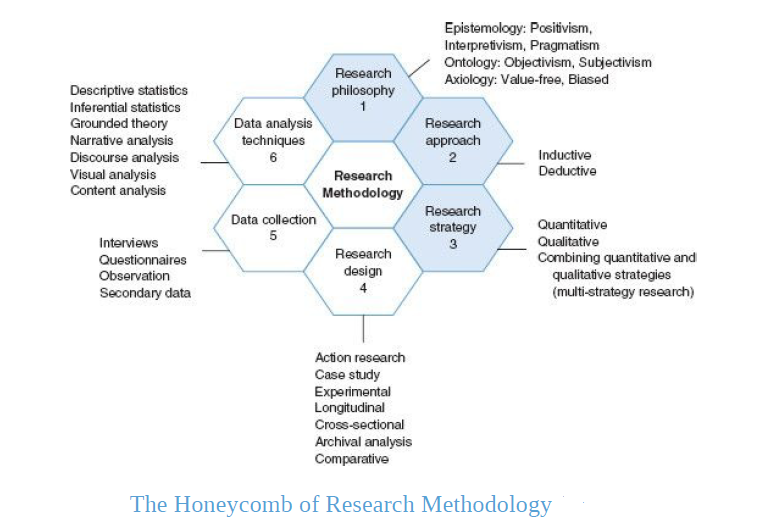 Epistemology: Positivism,
Interpretivism, Pragmatism
Ontology: Objectivism, Subjectivism
Axiology: Value-free, Biased
Research
philosophy
1
Research
approach
2
Inductive
Deductive
Research
strategy
3
Quantitative
Qualitative
Combining quantitative and
qualitative strategies
(multi-strategy research)
Research
design
4
Action research
Case study
Experimental
Longitudinal
Cross-sectional
Archival analysis
Comparative
Data collection
5
Interviews
Questionnaires
Observation
Secondary data
Data analysis
techniques
6
Descriptive statistics
Inferential statistics
Grounded theory
Narrative analysis
Discourse analysis
Visual analysis
Content analysis
Research
Methodology
The Honeycomb of Research Methodology